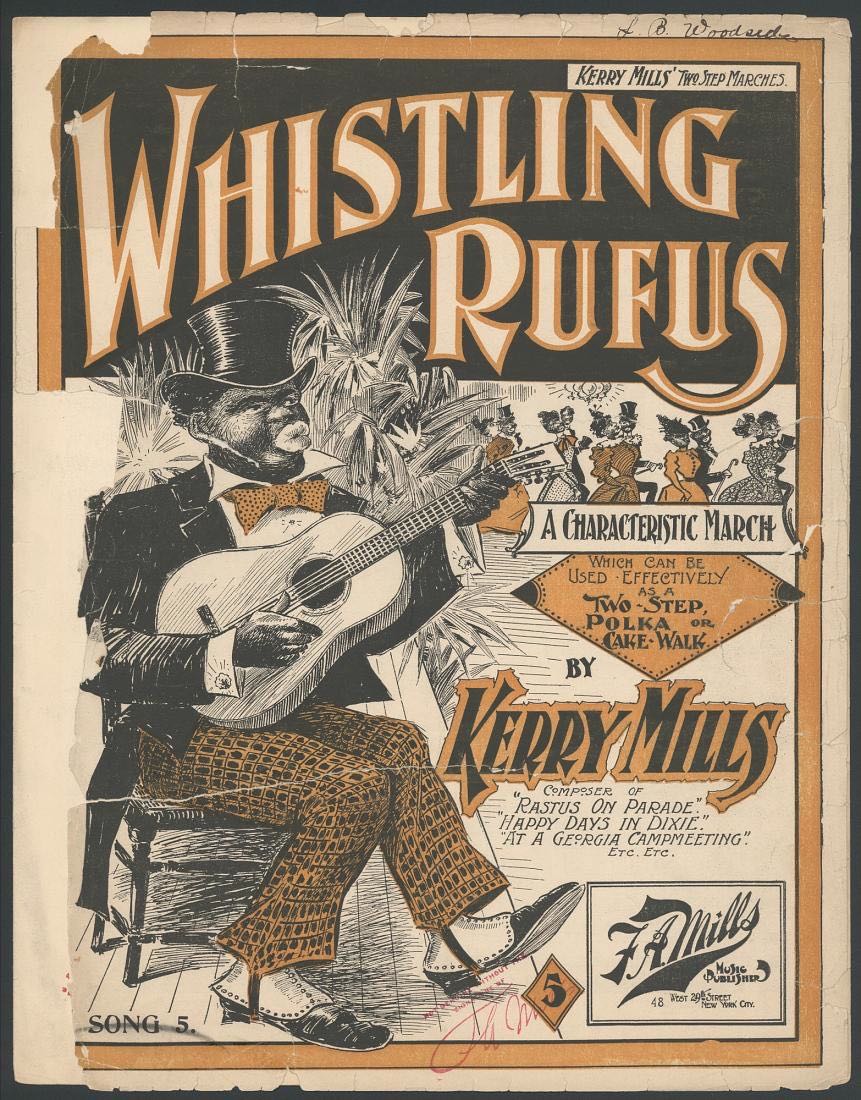 J. B. Woodside
KERRY MILLS' TWO STEP MARCHES.
WHISTLING
RUFUS
A CHARACTERISTIC MARCH
WHICH CAN BE
USED EFFECTIVELY
AS A
TWO-STEP,
POLKA OR
CAKE-WALK
BY
KERRY MILLS
COMPOSER OF
"RASTUS ON PARADE".
"HAPPY DAYS IN DIXIE".
"AT A GEORGIA CAMPMEETING".
ETC. ETC.
F.A. Mills
MUSIC
PUBLISHER
48 WEST 29th STREET
NEW YORK CITY.
5
SONG 5.